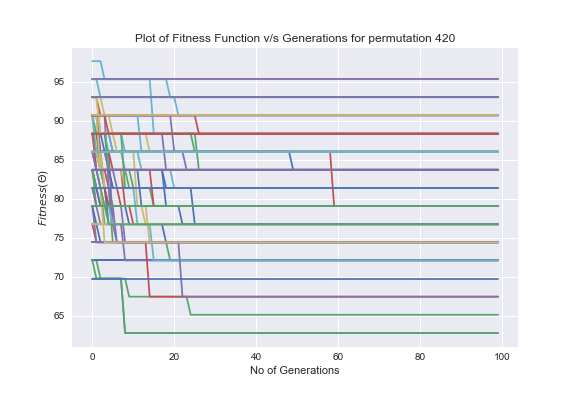 Plot of Fitness Function v/s Generations for permutation 420
95
90
85
80
75
70
65
Fitness(Θ)
0 20 40 60 80 100
No of Generations